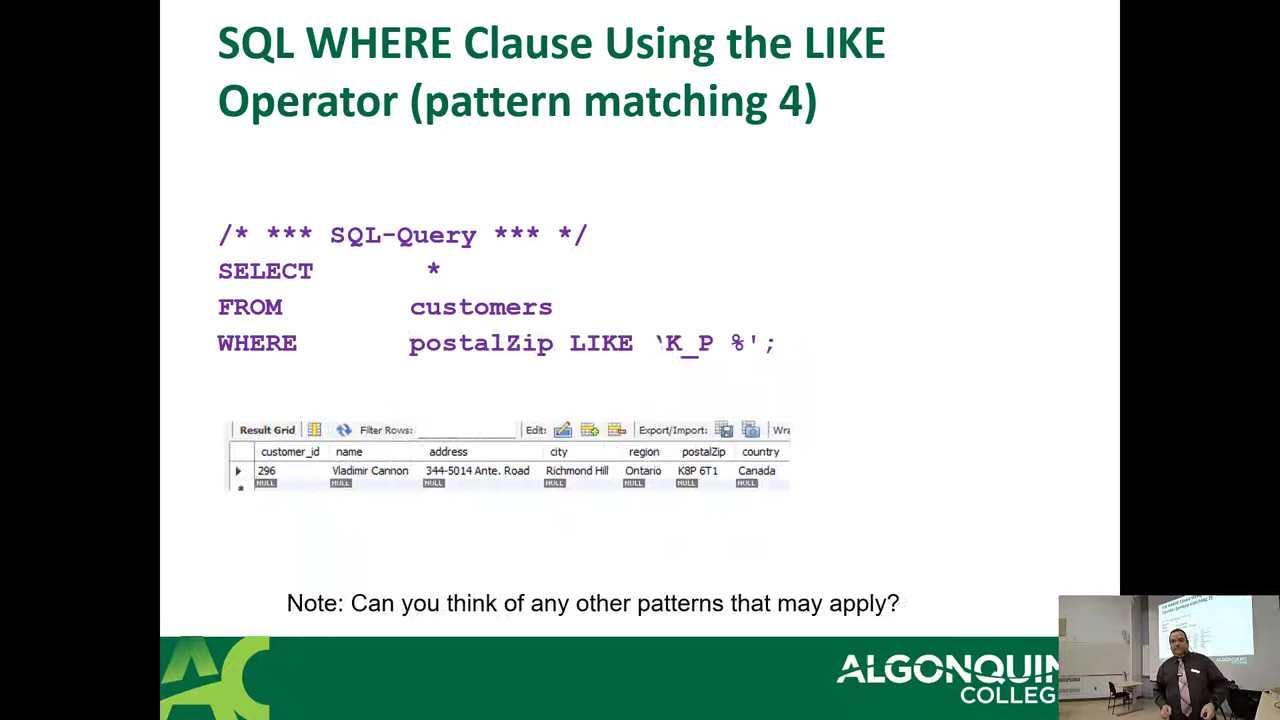 SQL WHERE Clause Using the LIKE
Operator (pattern matching 4)
/* *** SQL-Query *** */
SELECT *
FROM customers
WHERE postalZip LIKE ‛K_P %';
Result Grid Filter Rows: Edit: Export/Import: Wra
customer_id name address city region postalZip country
296 Vladimir Cannon 344-5014 Ante. Road Richmond Hill Ontario K8P 6T1 Canada
NULL NULL NULL NULL NULL NULL NULL
Note: Can you think of any other patterns that may apply?
AC
ALGONQUIN
COLLEGE